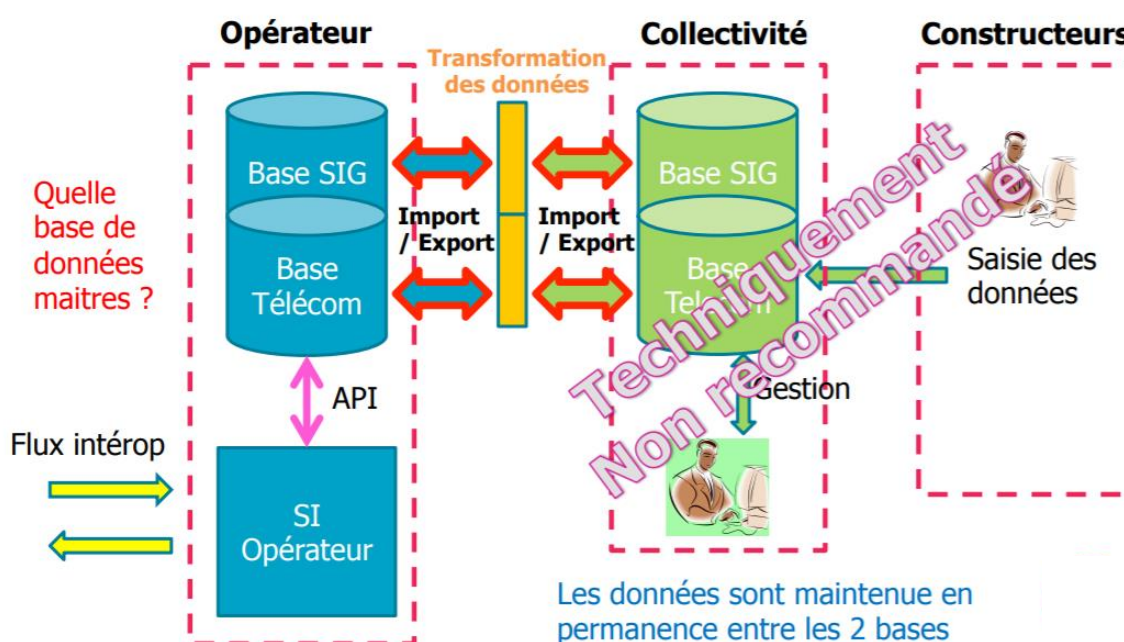 Opérateur
Collectivité
Constructeurs
Transformation
des données
Base SIG
Base SIG
Quelle
base de
données
maitres ?
Import
/ Export
Import
/ Export
Base
Télécom
Base
Telecom
Techniquement
Non recommandé
Saisie des
données
API
Gestion
Flux intérop
SI
Opérateur
Les données sont maintenue en
permanence entre les 2 bases